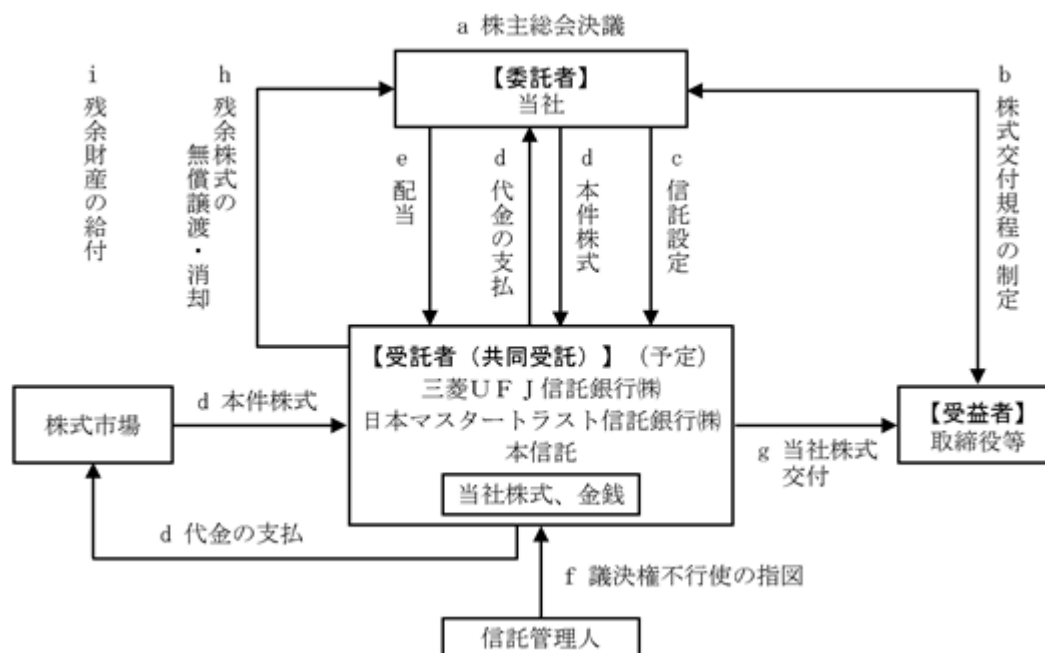 a 株主総会決議
【委託者】
当社
i 残余財産の給付
h 残余株式の
無償譲渡・消却
e 配当
d 代金の支払
d 本件株式
c 信託設定
b 株式交付規程の制定
【受託者（共同受託）】（予定）
三菱ＵＦＪ信託銀行㈱
日本マスタートラスト信託銀行㈱
本信託
当社株式、金銭
株式市場
d 本件株式
d 代金の支払
【受益者】
取締役等
g 当社株式
交付
f 議決権不行使の指図
信託管理人